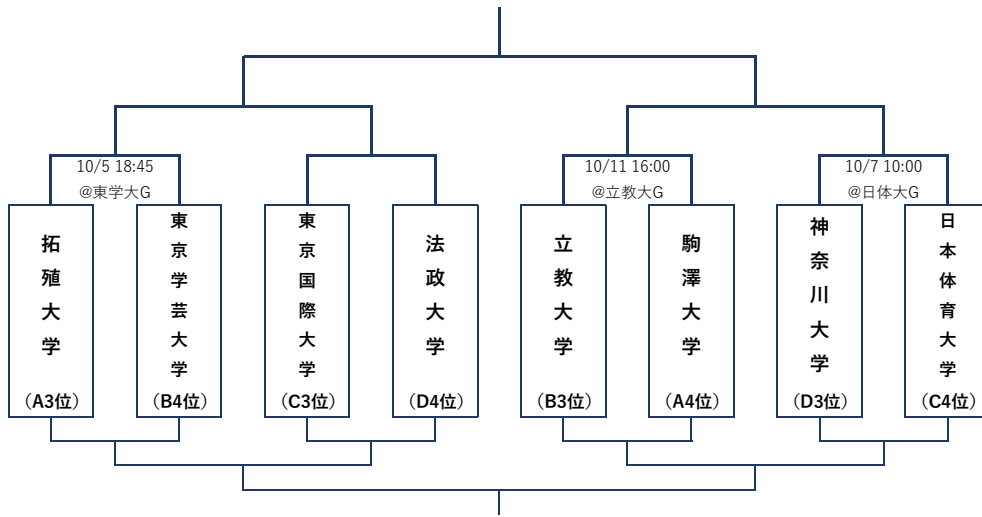 10/5 18:45
@東学大G
10/11 16:00
@立教大G
10/7 10:00
@日体大G
拓殖大学
（A3位）
東京学芸大学
（B4位）
東京国際大学
（C3位）
法政大学
（D4位）
立教大学
（B3位）
駒澤大学
（A4位）
神奈川大学
（D3位）
日本体育大学
（C4位）